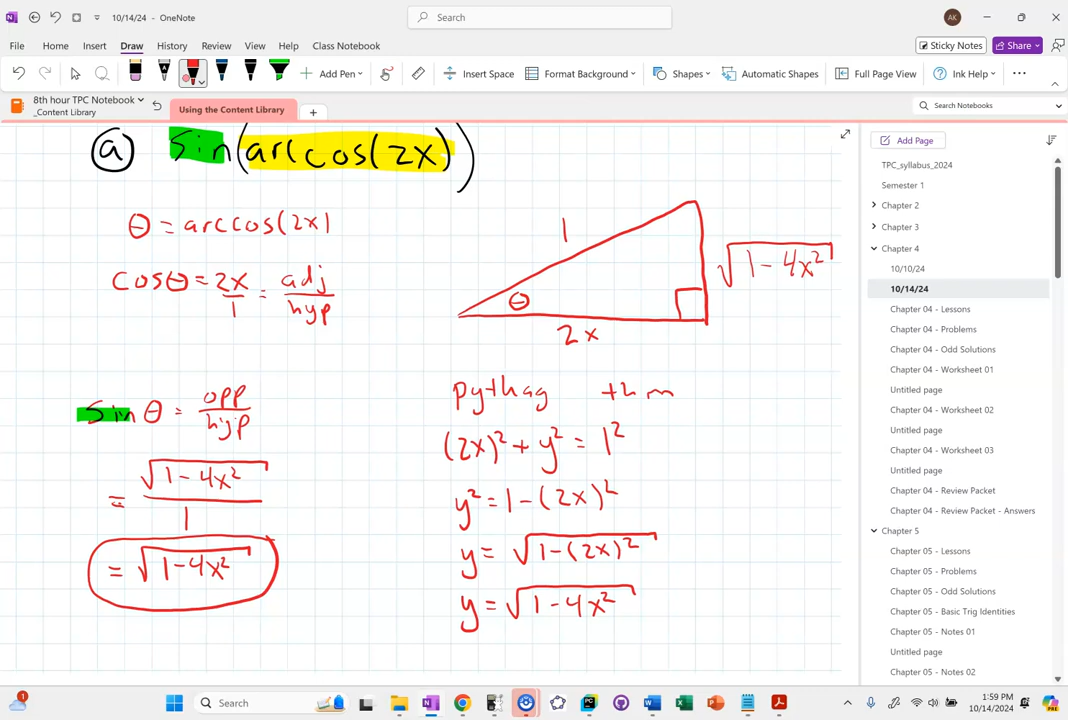 10/14/24 - OneNote
Search
AK
File Home Insert Draw History Review View Help Class Notebook
Sticky Notes Share
Add Pen Insert Space Format Background Shapes Automatic Shapes Full Page View Ink Help
8th hour TPC Notebook
_Content Library
Using the Content Library
Search Notebooks
(a) sin(arccos(2x))
θ = arccos(2x)
cosθ = 2x/1 = adj/hyp
1
√(1-4x²)
θ
2x
sin θ = opp/hyp
= √(1-4x²)/1
= √(1-4x²)
pythag thm
(2x)² + y² = 1²
y² = 1-(2x)²
y = √(1-(2x)²)
y = √(1-4x²)
Add Page
TPC_syllabus_2024
Semester 1
Chapter 2
Chapter 3
Chapter 4
10/10/24
10/14/24
Chapter 04 - Lessons
Chapter 04 - Problems
Chapter 04 - Odd Solutions
Chapter 04 - Worksheet 01
Untitled page
Chapter 04 - Worksheet 02
Untitled page
Chapter 04 - Worksheet 03
Untitled page
Chapter 04 - Review Packet
Chapter 04 - Review Packet - Answers
Chapter 5
Chapter 05 - Lessons
Chapter 05 - Problems
Chapter 05 - Odd Solutions
Chapter 05 - Basic Trig Identities
Chapter 05 - Notes 01
Untitled page
Chapter 05 - Notes 02
1
Search
1:59 PM
10/14/2024